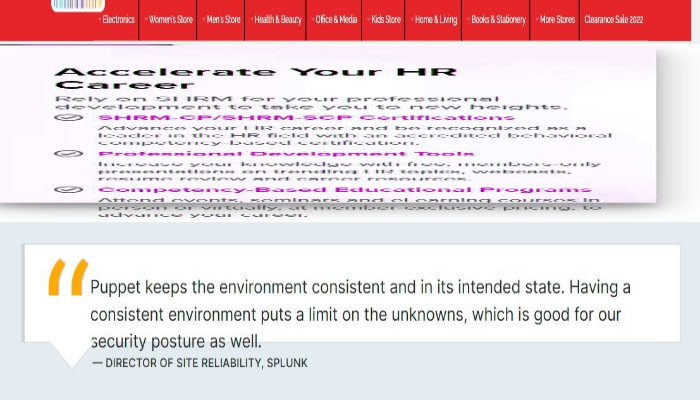 Electronics Women's Store Men's Store Health & Beauty Office & Media Kids Store Home & Living Books & Stationery More Stores Clearance Sale 2022
Accelerate Your HR
Career
Rely on SHRM for your professional
development to take you to new heights.
SHRM-CP/SHRM-SCP Certifications
Advance your HR career and be recognized as a
leader in the HR field with an accredited behavioral
competency-based certification.
Professional Development Tools
Increase your knowledge with free, members-only
presentations on trending HR topics, webcasts,
resume review and career resources.
Competency-Based Educational Programs
Attend events, seminars and eLearning courses in
person or virtually, at member-exclusive pricing, to
advance your career.
“
Puppet keeps the environment consistent and in its intended state. Having a
consistent environment puts a limit on the unknowns, which is good for our
security posture as well.
— DIRECTOR OF SITE RELIABILITY, SPLUNK